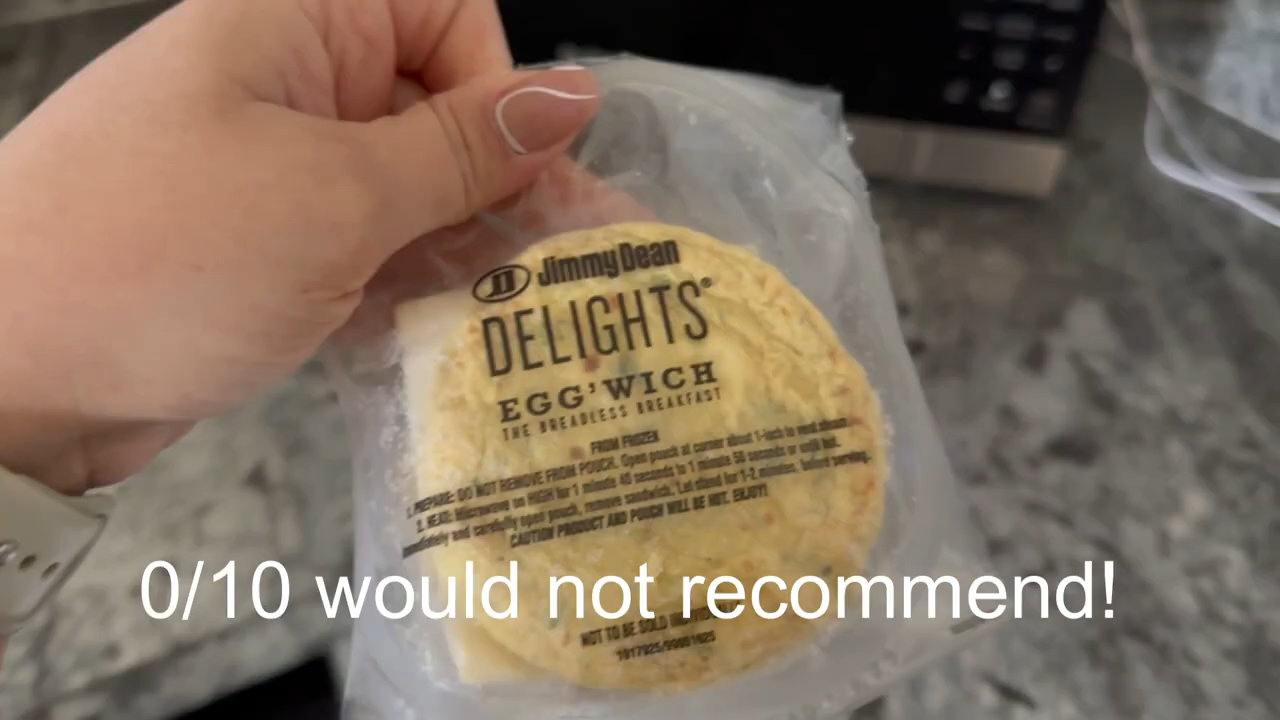 JD Jimmy Dean
DELIGHTS®
EGG'WICH
THE BREADLESS BREAKFAST
FROM FROZEN
1. PREPARE: DO NOT REMOVE FROM POUCH. Open pouch at corner about 1-inch to vent steam.
2. HEAT: Microwave on HIGH for 1 minute 40 seconds to 1 minute 50 seconds or until hot.
and carefully open pouch, remove sandwich. Let stand for 1-2 minutes, before serving.
CAUTION PRODUCT AND POUCH WILL BE HOT. ENJOY!
0/10 would not recommend!
NOT TO BE SOLD